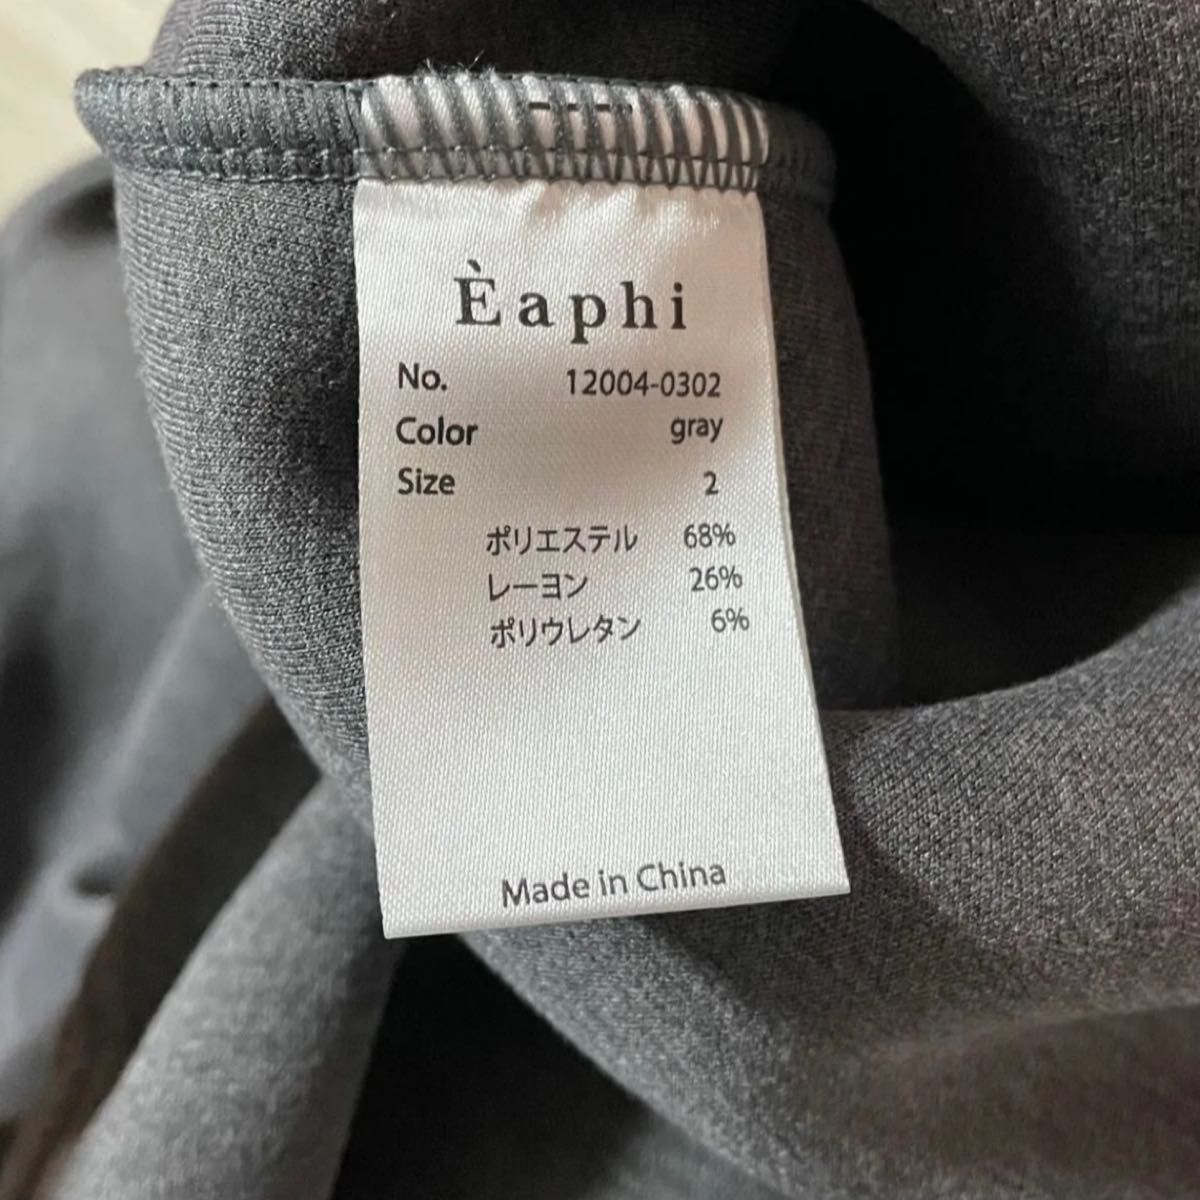 Èaphi
No. 12004-0302
Color gray
Size 2
ポリエステル 68%
レーヨン 26%
ポリウレタン 6%
Made in China